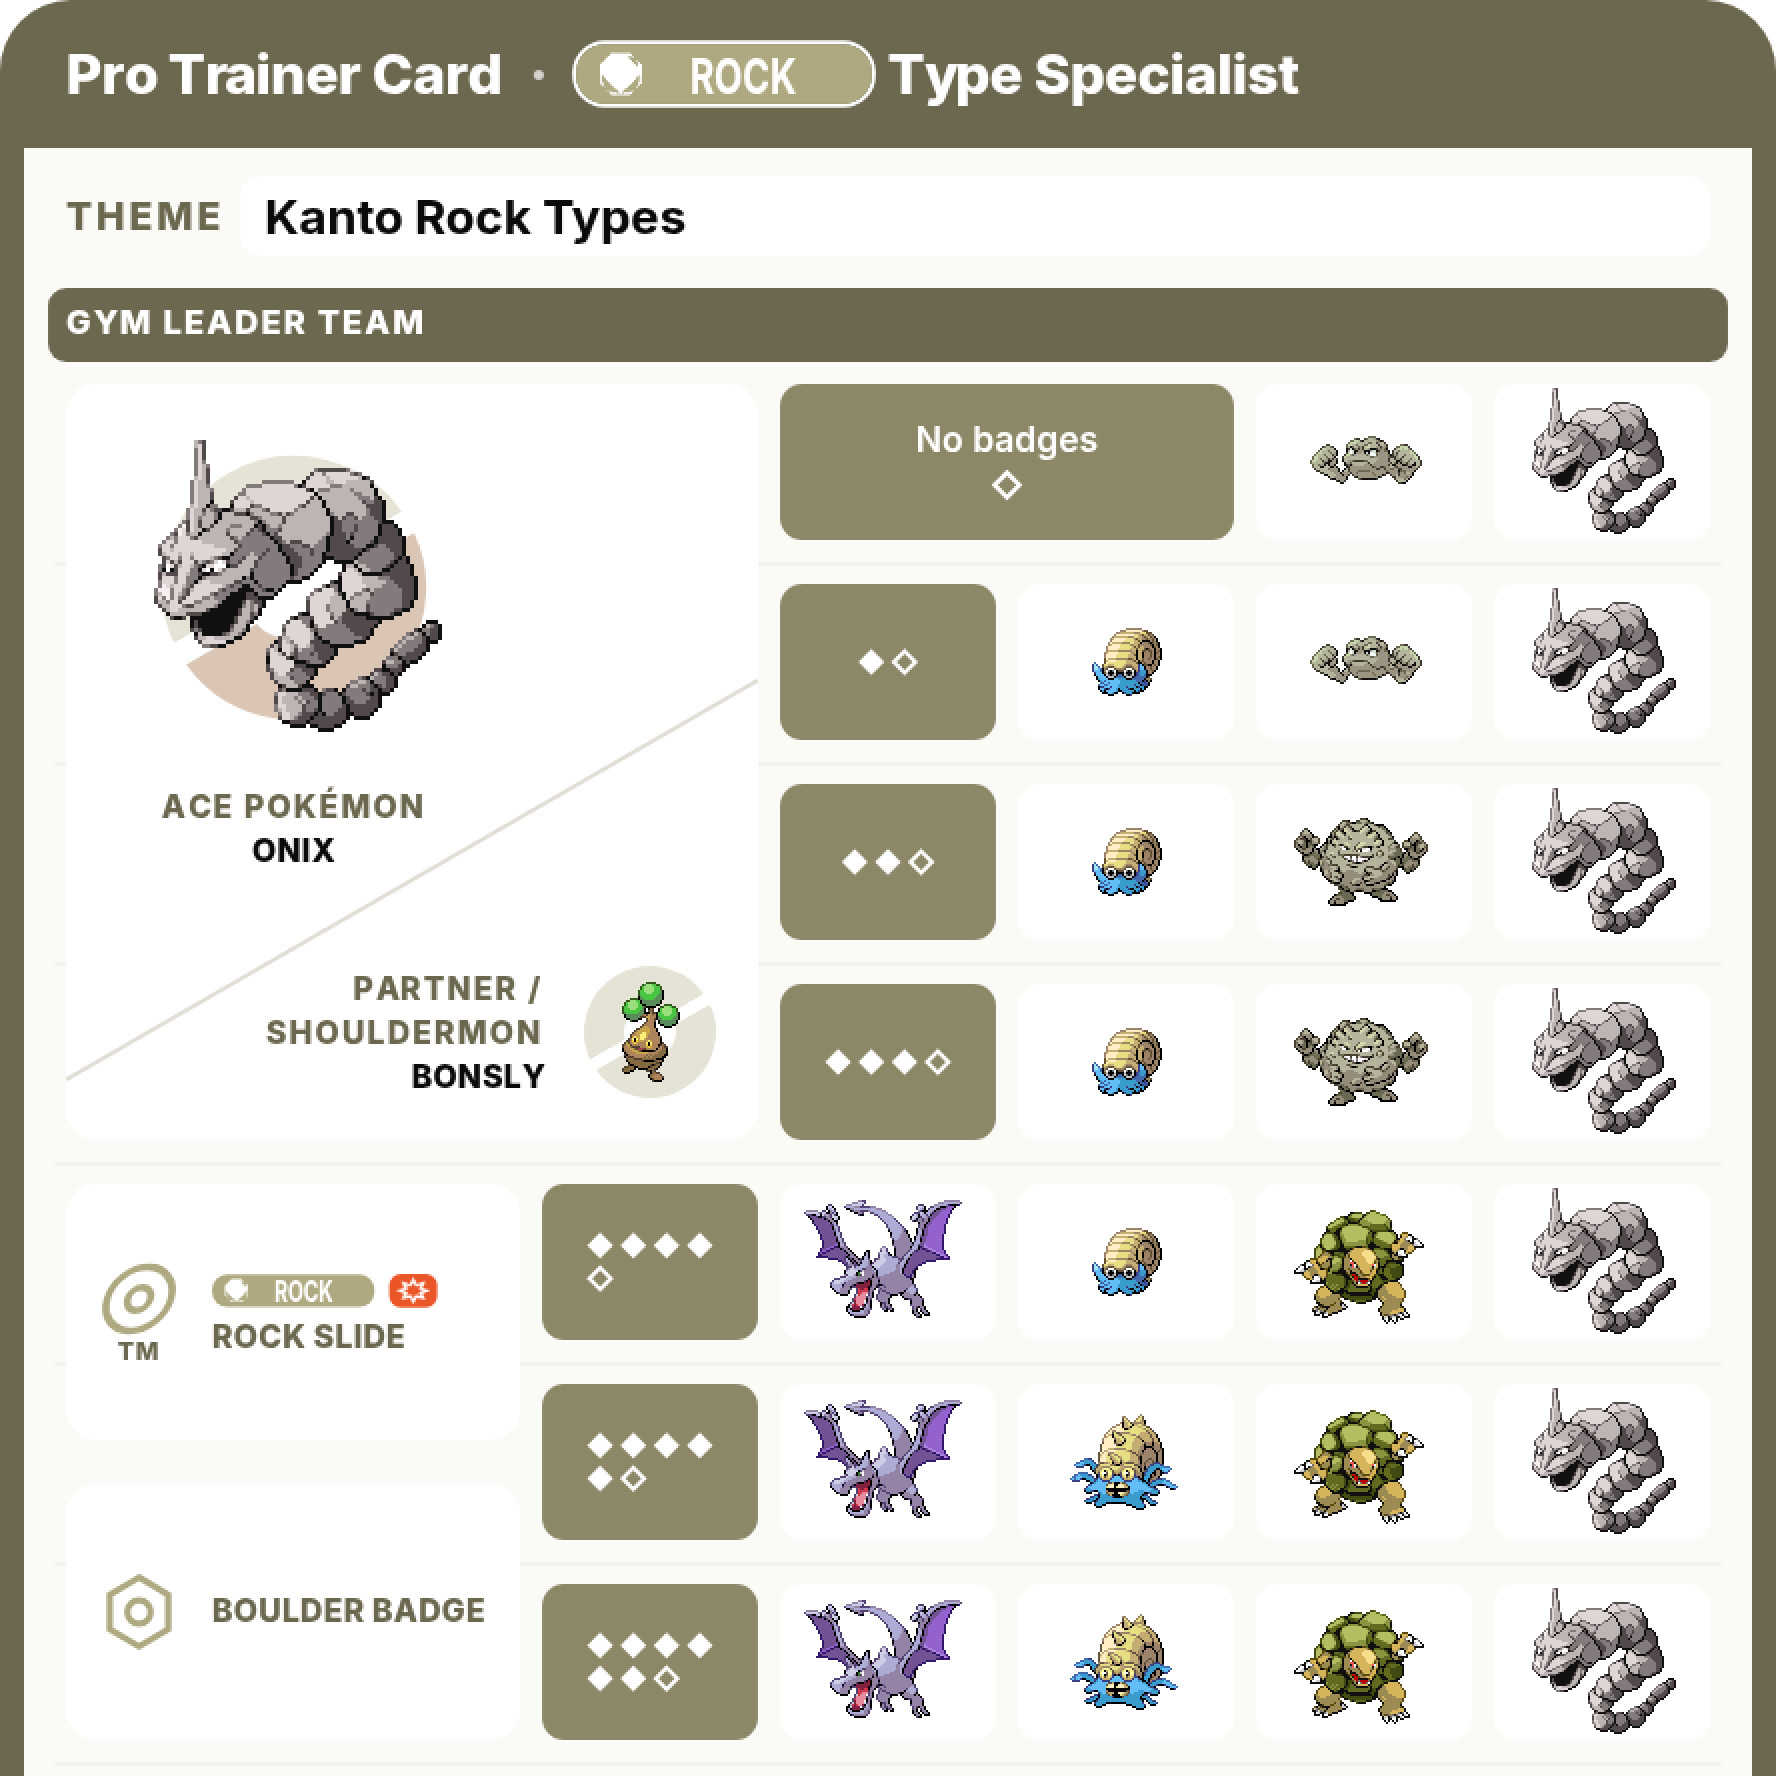 Pro Trainer Card · ROCK Type Specialist
THEME Kanto Rock Types
GYM LEADER TEAM
No badges
ACE POKÉMON
ONIX
PARTNER /
SHOULDERMON
BONSLY
ROCK
ROCK SLIDE
TM
BOULDER BADGE